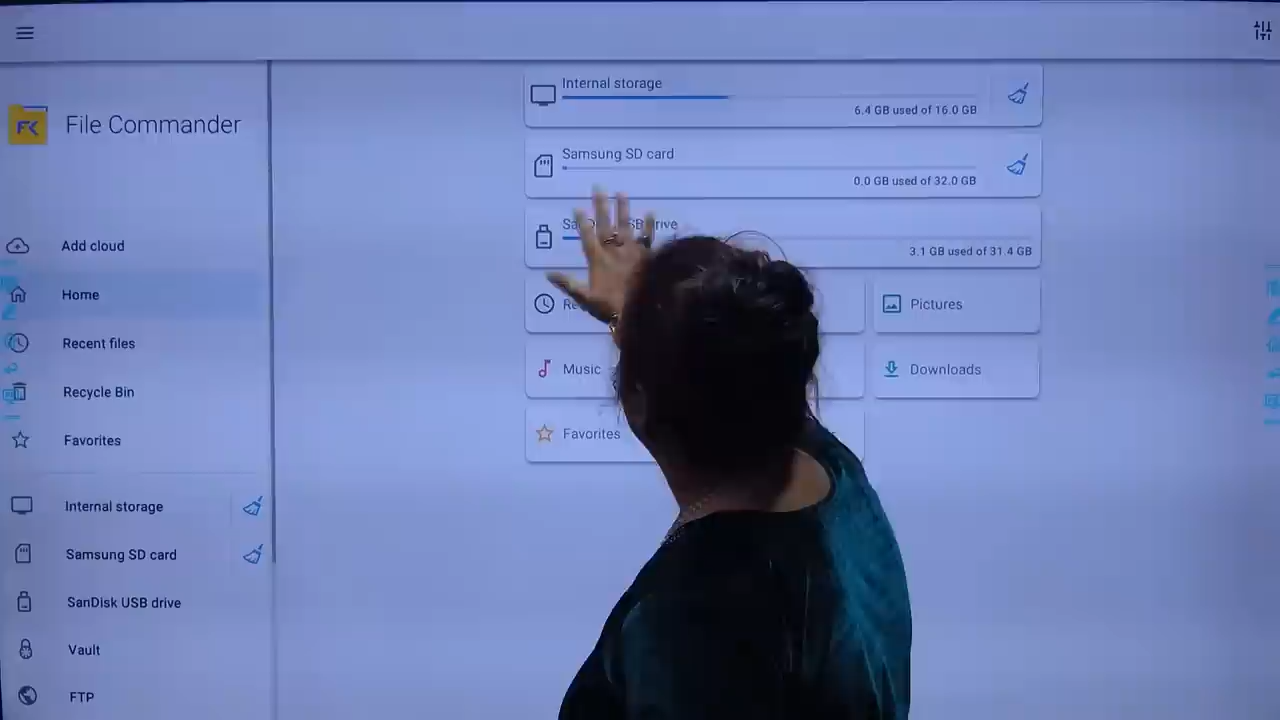 File Commander
Add cloud
Home
Recent files
Recycle Bin
Favorites
Internal storage
Samsung SD card
SanDisk USB drive
Vault
FTP
Internal storage
6.4 GB used of 16.0 GB
Samsung SD card
0.0 GB used of 32.0 GB
drive
3.1 GB used of 31.4 GB
Pictures
Music
Downloads
Favorites